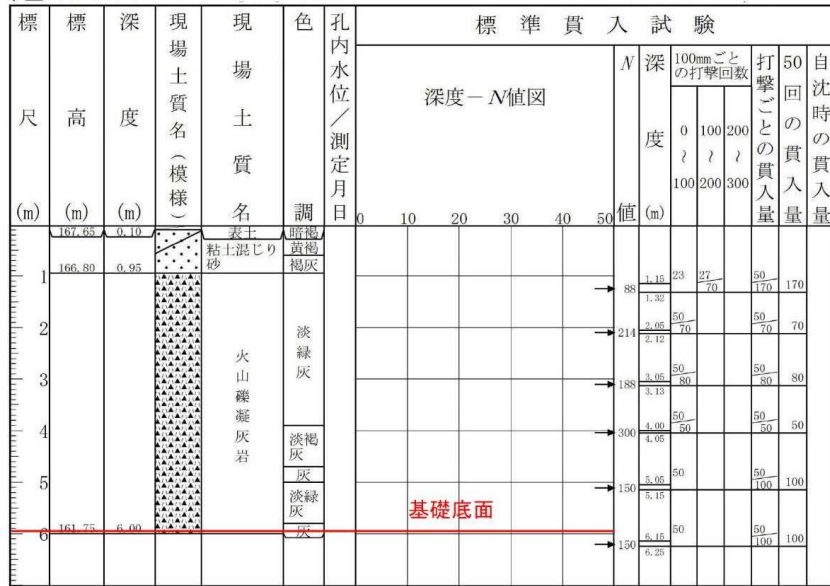 標尺(m)
標高(m)
深度(m)
現場土質名(模様)
現場土質名
色調
孔内水位／測定月日
標準貫入試験
深度－N値図
0 10 20 30 40 50
N値
深度(m)
100mmごとの打撃回数
0～100
100～200
200～300
打撃ごとの貫入量
50回の貫入量
自沈時の貫入量
167.65 0.10 表土 暗褐
粘土混じり砂 黄褐
褐灰
166.80 0.95
1
88 1.15 23 27/70 50/170 170
1.32
2
214 2.05 50/70 50/70 70
2.12
淡緑灰
火山礫凝灰岩
3
188 3.05 50/80 50/80 80
3.13
4
300 4.00 50/50 50/50 50
4.05
淡褐灰
5
灰
150 5.05 50 50/100 100
5.15
淡緑灰
基礎底面
161.75 6.00 灰
6
150 6.15 50 50/100 100
6.25